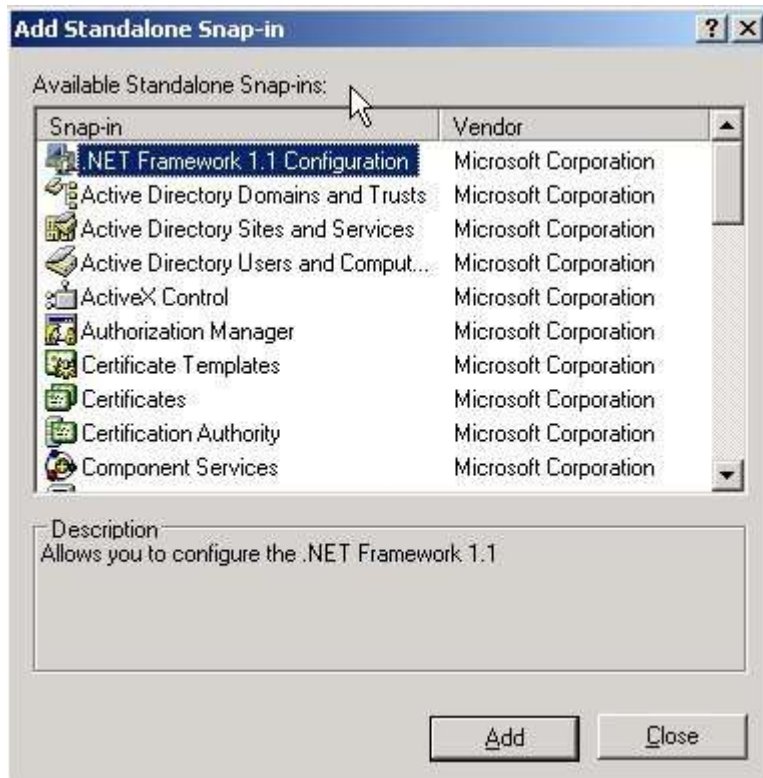 Add Standalone Snap-in
Available Standalone Snap-ins:
Snap-in Vendor
.NET Framework 1.1 Configuration Microsoft Corporation
Active Directory Domains and Trusts Microsoft Corporation
Active Directory Sites and Services Microsoft Corporation
Active Directory Users and Comput... Microsoft Corporation
ActiveX Control Microsoft Corporation
Authorization Manager Microsoft Corporation
Certificate Templates Microsoft Corporation
Certificates Microsoft Corporation
Certification Authority Microsoft Corporation
Component Services Microsoft Corporation
Description
Allows you to configure the .NET Framework 1.1
Add Close